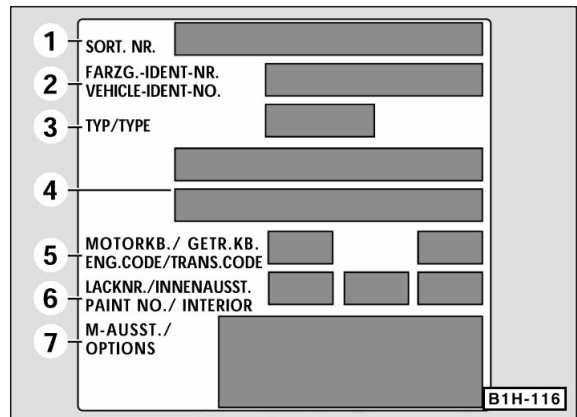 1 SORT. NR.
2 FARZG.-IDENT-NR.
VEHICLE-IDENT-NO.
3 TYP/TYPE
4
5 MOTORKB./ GETR.KB.
ENG.CODE/TRANS.CODE
6 LACKNR./INNENAUSST.
PAINT NO./ INTERIOR
7 M-AUSST./
OPTIONS
B1H-116